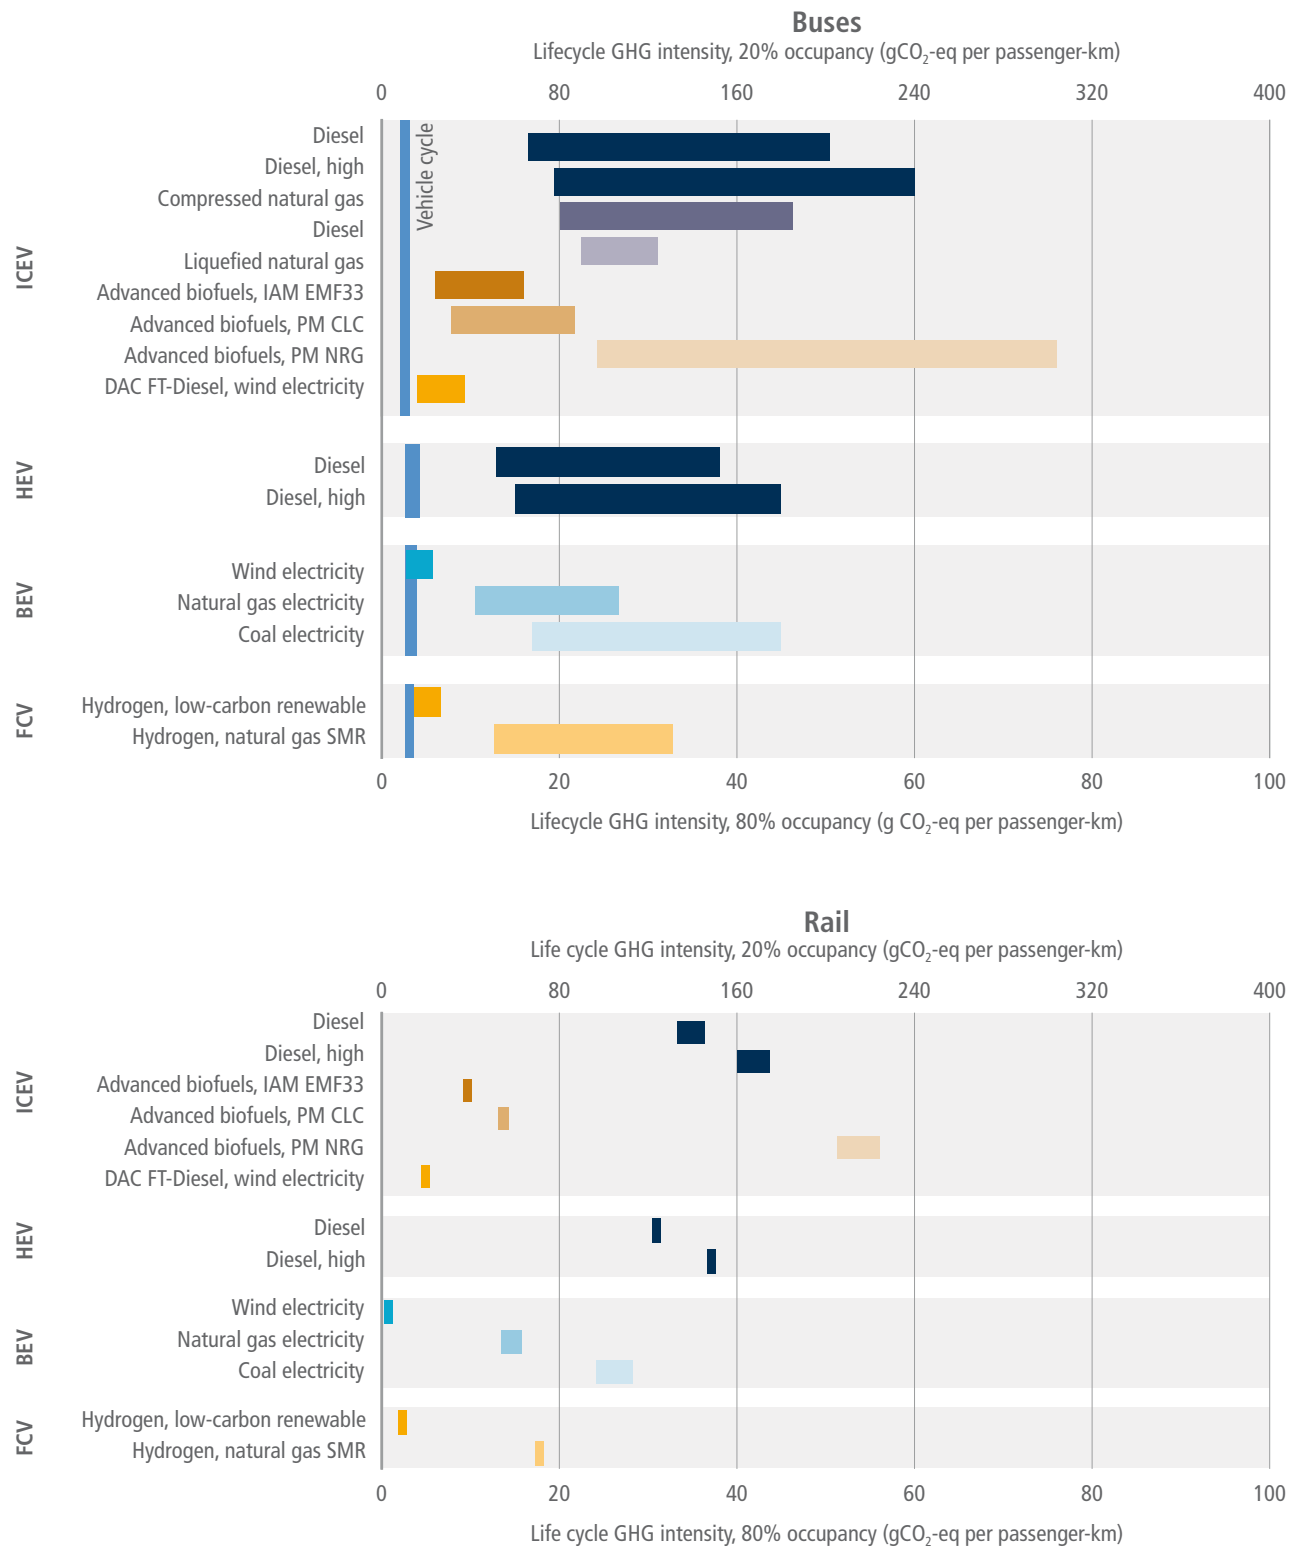 Buses
Lifecycle GHG intensity, 20% occupancy (gCO₂-eq per passenger-km)
0 80 160 240 320 400
Vehicle cycle
ICEV
Diesel
Diesel, high
Compressed natural gas
Diesel
Liquefied natural gas
Advanced biofuels, IAM EMF33
Advanced biofuels, PM CLC
Advanced biofuels, PM NRG
DAC FT-Diesel, wind electricity
HEV
Diesel
Diesel, high
BEV
Wind electricity
Natural gas electricity
Coal electricity
FCV
Hydrogen, low-carbon renewable
Hydrogen, natural gas SMR
0 20 40 60 80 100
Lifecycle GHG intensity, 80% occupancy (g CO₂-eq per passenger-km)
Rail
Life cycle GHG intensity, 20% occupancy (gCO₂-eq per passenger-km)
0 80 160 240 320 400
ICEV
Diesel
Diesel, high
Advanced biofuels, IAM EMF33
Advanced biofuels, PM CLC
Advanced biofuels, PM NRG
DAC FT-Diesel, wind electricity
HEV
Diesel
Diesel, high
BEV
Wind electricity
Natural gas electricity
Coal electricity
FCV
Hydrogen, low-carbon renewable
Hydrogen, natural gas SMR
0 20 40 60 80 100
Life cycle GHG intensity, 80% occupancy (gCO₂-eq per passenger-km)